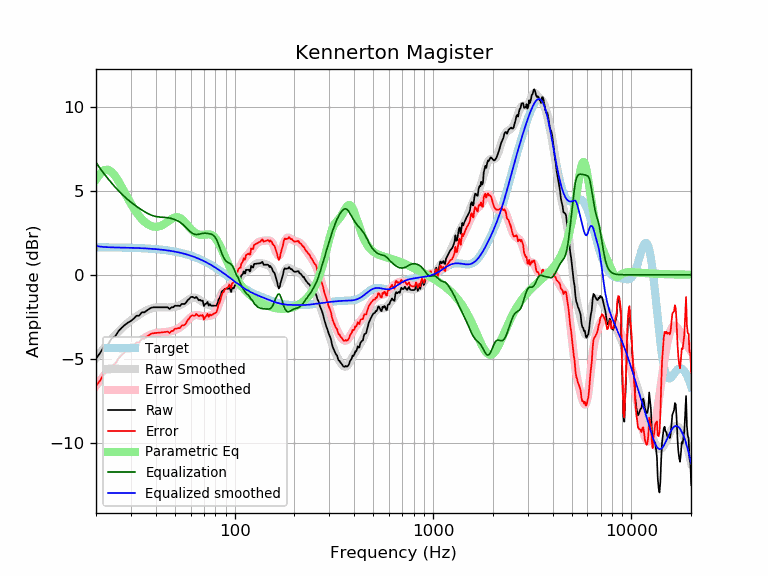 Kennerton Magister
Amplitude (dBr)
10
5
0
−5
−10
Target
Raw Smoothed
Error Smoothed
Raw
Error
Parametric Eq
Equalization
Equalized smoothed
100
1000
10000
Frequency (Hz)